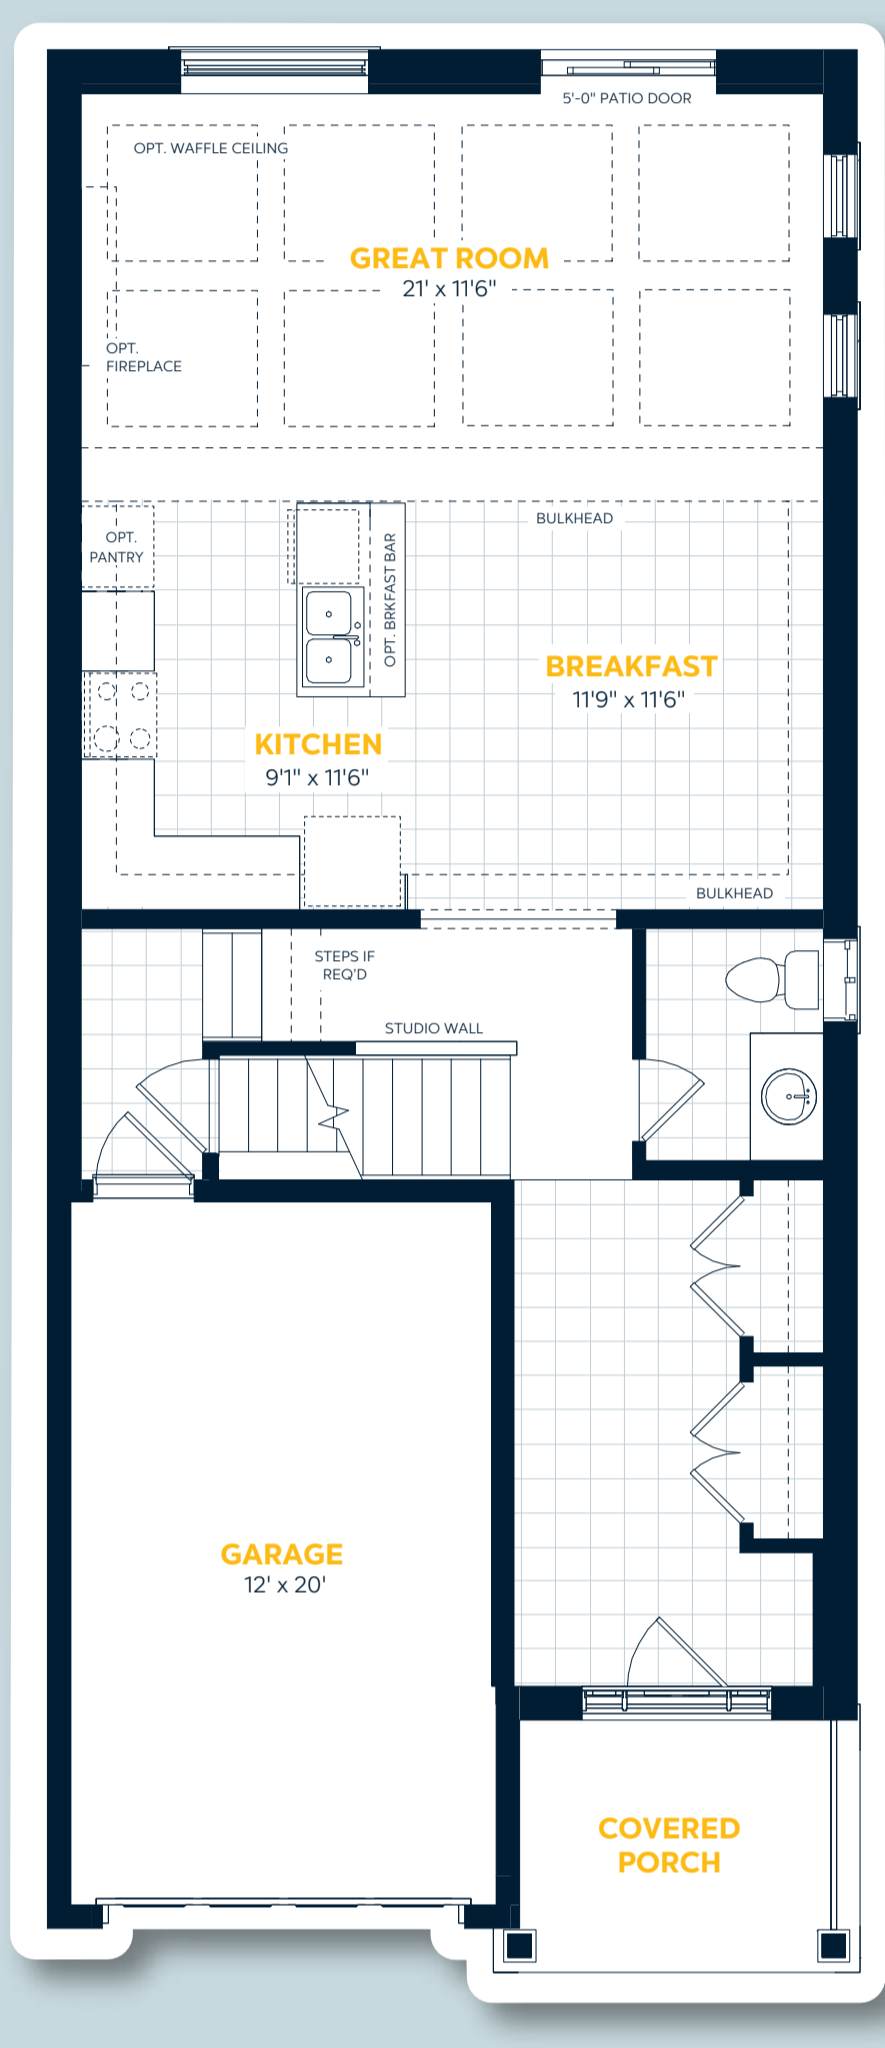 5'-0" PATIO DOOR
OPT. WAFFLE CEILING
GREAT ROOM
21' x 11'6"
OPT.
FIREPLACE
BULKHEAD
OPT.
PANTRY
OPT. BRKFAST BAR
BREAKFAST
11'9" x 11'6"
KITCHEN
9'1" x 11'6"
BULKHEAD
STEPS IF
REQ'D
STUDIO WALL
GARAGE
12' x 20'
COVERED
PORCH